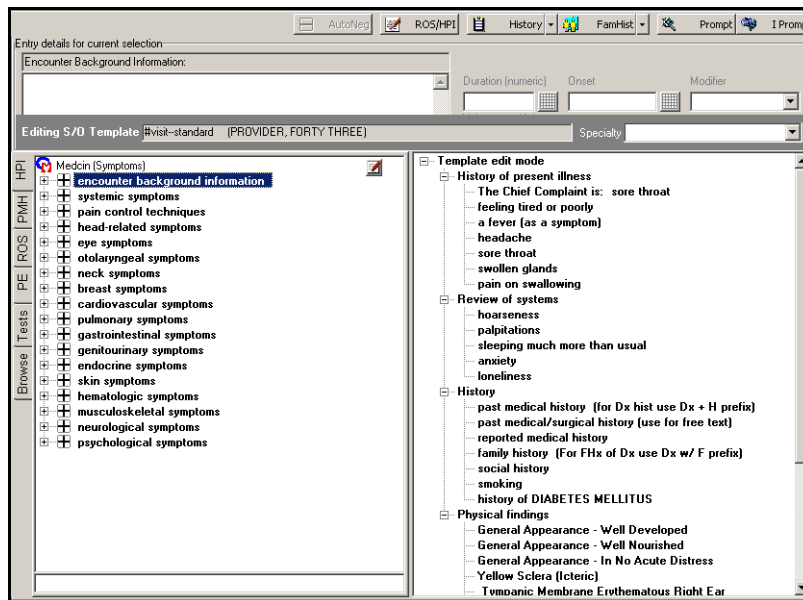 AutoNeg ROS/HPI History FamHist Prompt I Promp
Entry details for current selection
Encounter Background Information:
Duration (numeric) Onset Modifier
Editing S/O Template #visit--standard (PROVIDER, FORTY THREE) Specialty
HPI
PMH
ROS
PE
Tests
Browse
Medcin (Symptoms)
encounter background information
systemic symptoms
pain control techniques
head-related symptoms
eye symptoms
otolaryngeal symptoms
neck symptoms
breast symptoms
cardiovascular symptoms
pulmonary symptoms
gastrointestinal symptoms
genitourinary symptoms
endocrine symptoms
skin symptoms
hematologic symptoms
musculoskeletal symptoms
neurological symptoms
psychological symptoms
Template edit mode
History of present illness
The Chief Complaint is: sore throat
feeling tired or poorly
a fever (as a symptom)
headache
sore throat
swollen glands
pain on swallowing
Review of systems
hoarseness
palpitations
sleeping much more than usual
anxiety
loneliness
History
past medical history (for Dx hist use Dx + H prefix)
past medical/surgical history (use for free text)
reported medical history
family history (For FHx of Dx use Dx w/ F prefix)
social history
smoking
history of DIABETES MELLITUS
Physical findings
General Appearance - Well Developed
General Appearance - Well Nourished
General Appearance - In No Acute Distress
Yellow Sclera (Icteric)
Tympanic Membrane Erythematous Right Ear